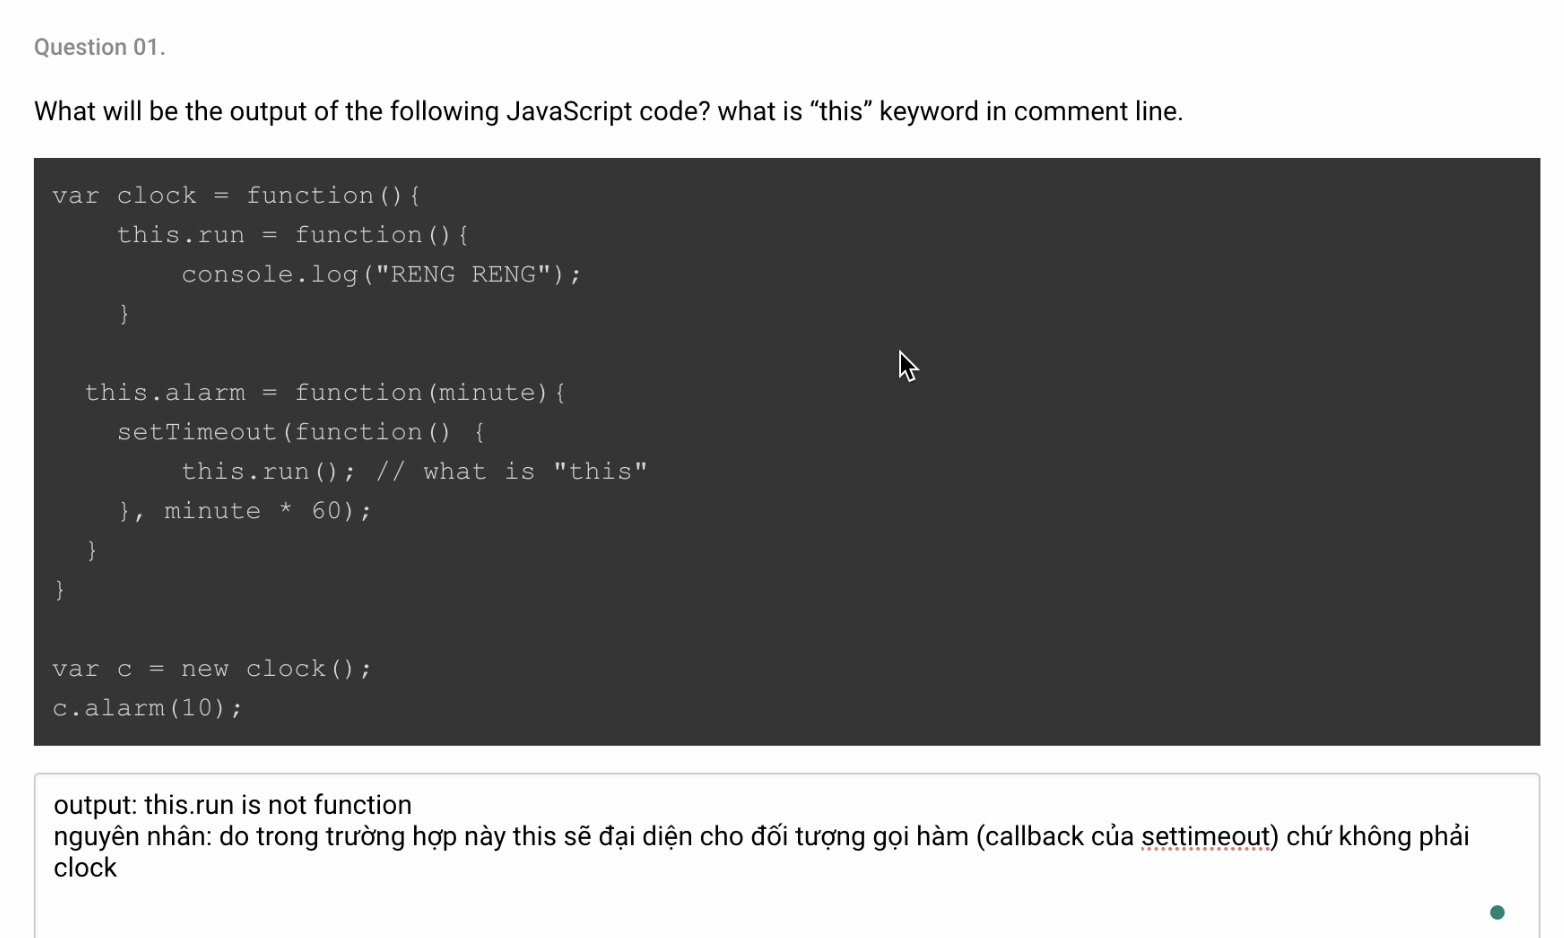 Question 01.
What will be the output of the following JavaScript code? what is “this” keyword in comment line.
var clock = function(){
    this.run = function(){
        console.log("RENG RENG");
    }
  this.alarm = function(minute){
    setTimeout(function() {
        this.run(); // what is "this"
    }, minute * 60);
  }
}
var c = new clock();
c.alarm(10);
output: this.run is not function
nguyên nhân: do trong trường hợp này this sẽ đại diện cho đối tượng gọi hàm (callback của settimeout) chứ không phải
clock